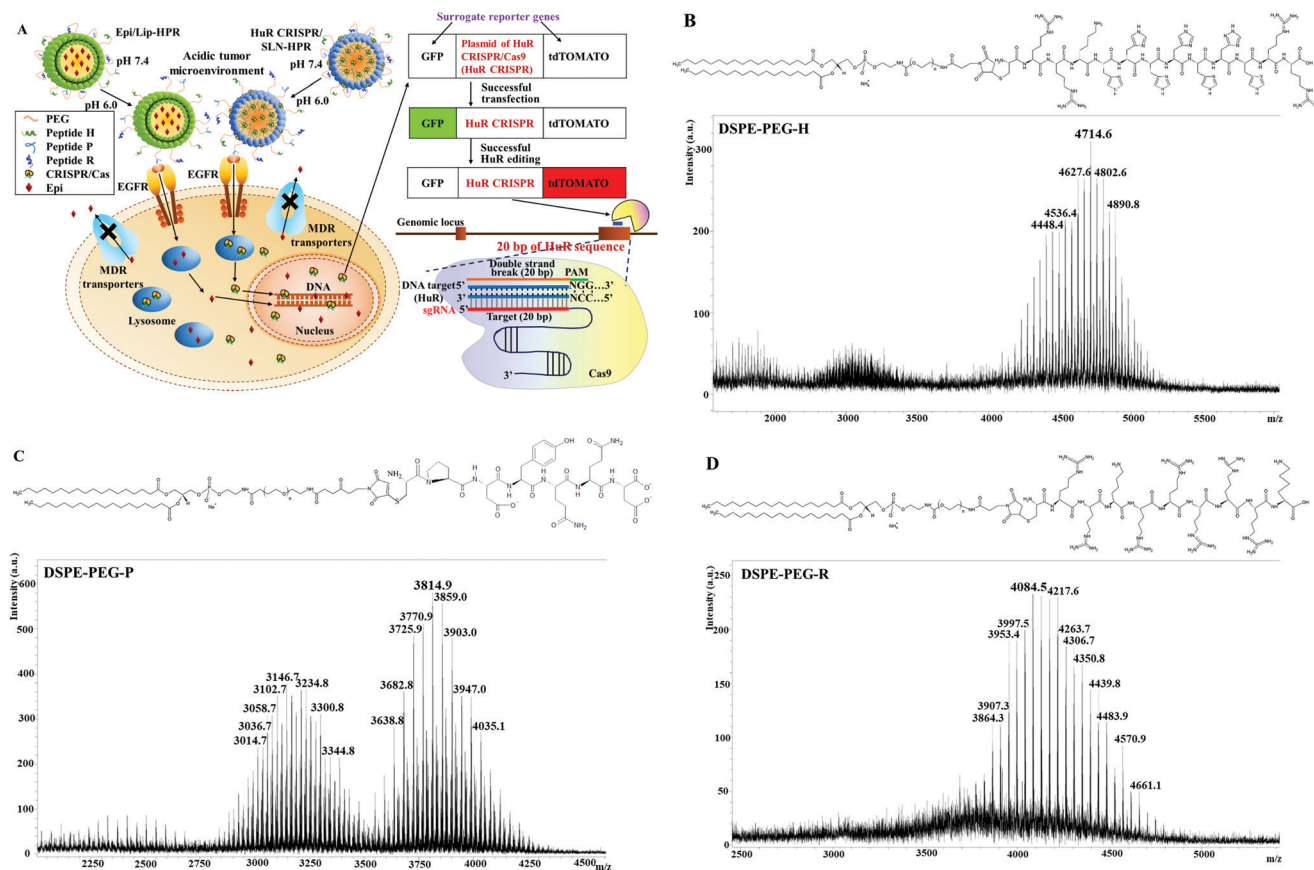 A
Epi/Lip-HPR
pH 7.4
pH 6.0
Acidic tumor
microenvironment
HuR CRISPR/
SLN-HPR
pH 7.4
pH 6.0
PEG
Peptide H
Peptide P
Peptide R
CRISPR/Cas
Epi
EGFR
EGFR
MDR
transporters
MDR
transporters
Lysosome
DNA
Nucleus
Surrogate reporter genes
GFP
Plasmid of HuR
CRISPR/Cas9
(HuR CRISPR)
tdTOMATO
Successful
transfection
GFP
HuR CRISPR
tdTOMATO
Successful
HuR editing
GFP
HuR CRISPR
tdTOMATO
Genomic locus
20 bp of HuR sequence
Double strand
break (20 bp)
PAM
DNA target 5'
NGG...3'
(HuR)
3'
NCC...5'
sgRNA
5'
Target (20 bp)
3'
Cas9
B
DSPE-PEG-H
Intensity (a.u.)
300
200
100
0
4714.6
4627.6
4802.6
4536.4
4890.8
4448.4
2000
3000
3500
4000
4500
5000
5500
m/z
C
DSPE-PEG-P
Intensity (a.u.)
600
500
400
300
200
100
0
3814.9
3859.0
3770.9
3725.9
3903.0
3682.8
3947.0
3638.8
4035.1
3146.7
3234.8
3102.7
3058.7
3300.8
3036.7
3014.7
3344.8
2250
2500
2750
3000
3250
3500
3750
4000
4250
4500
m/z
D
DSPE-PEG-R
Intensity (a.u.)
250
200
150
100
50
0
4084.5
4217.6
3997.5
3953.4
4263.7
4306.7
4350.8
3907.3
4439.8
3864.3
4483.9
4570.9
4661.1
2500
3000
3500
4000
4500
5000
m/z